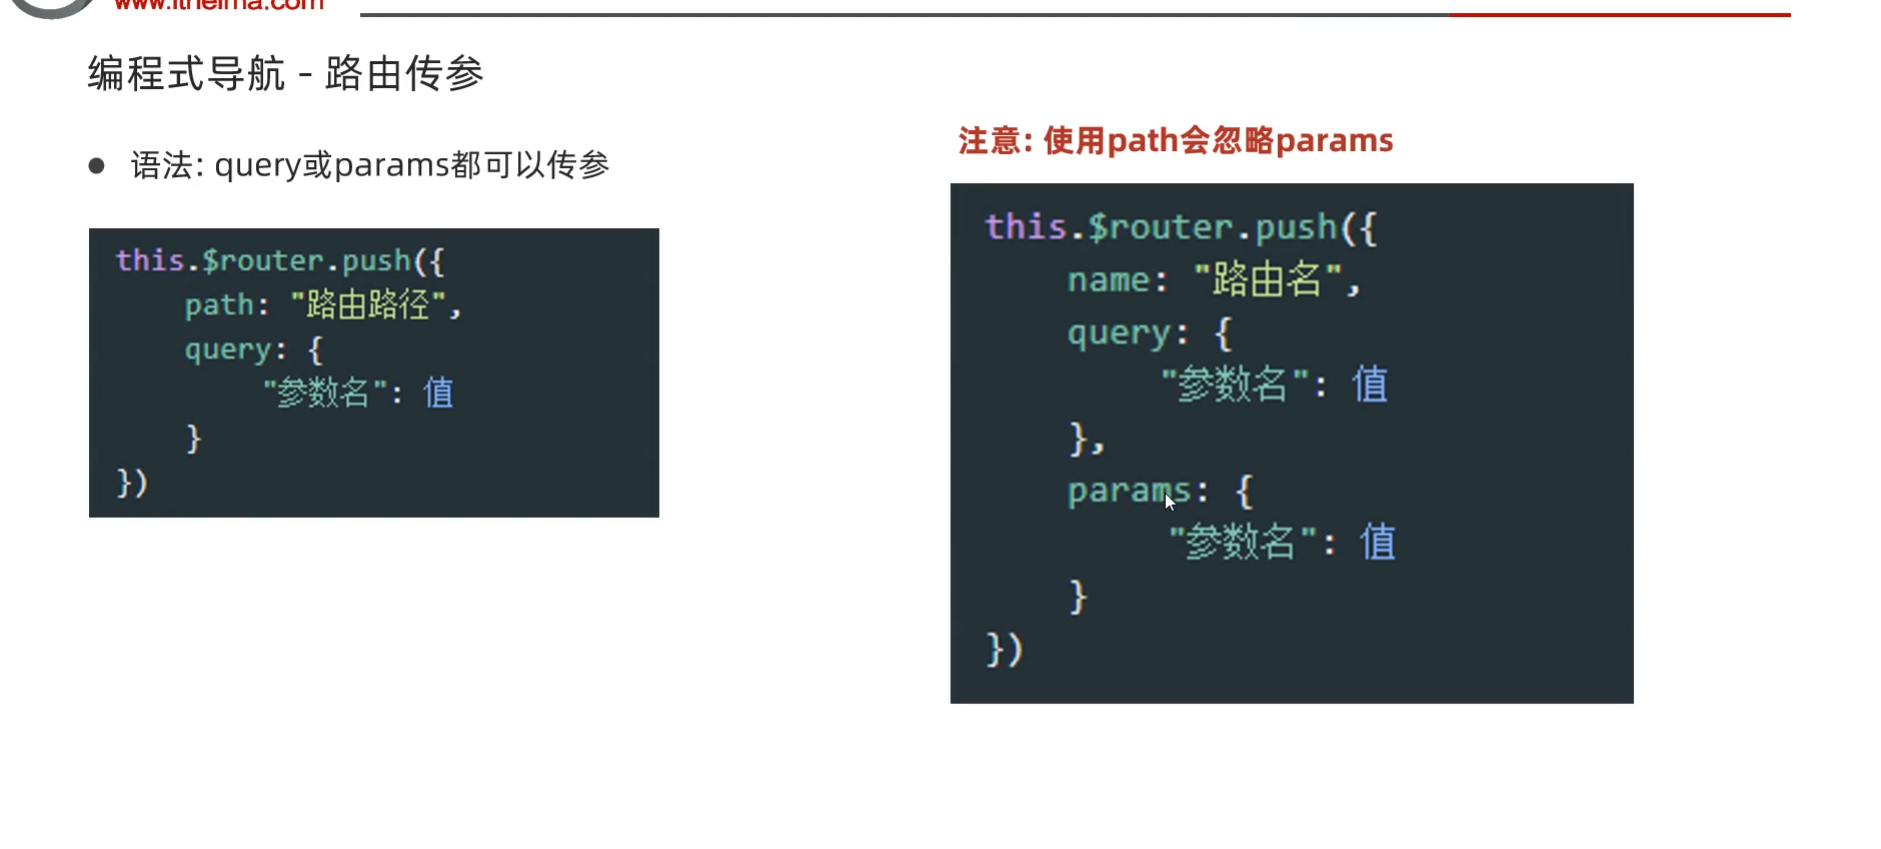 www.itheima.com
编程式导航 - 路由传参
● 语法: query或params都可以传参
this.$router.push({
path: "路由路径",
query: {
"参数名": 值
}
})
注意: 使用path会忽略params
this.$router.push({
name: "路由名",
query: {
"参数名": 值
},
params: {
"参数名": 值
}
})